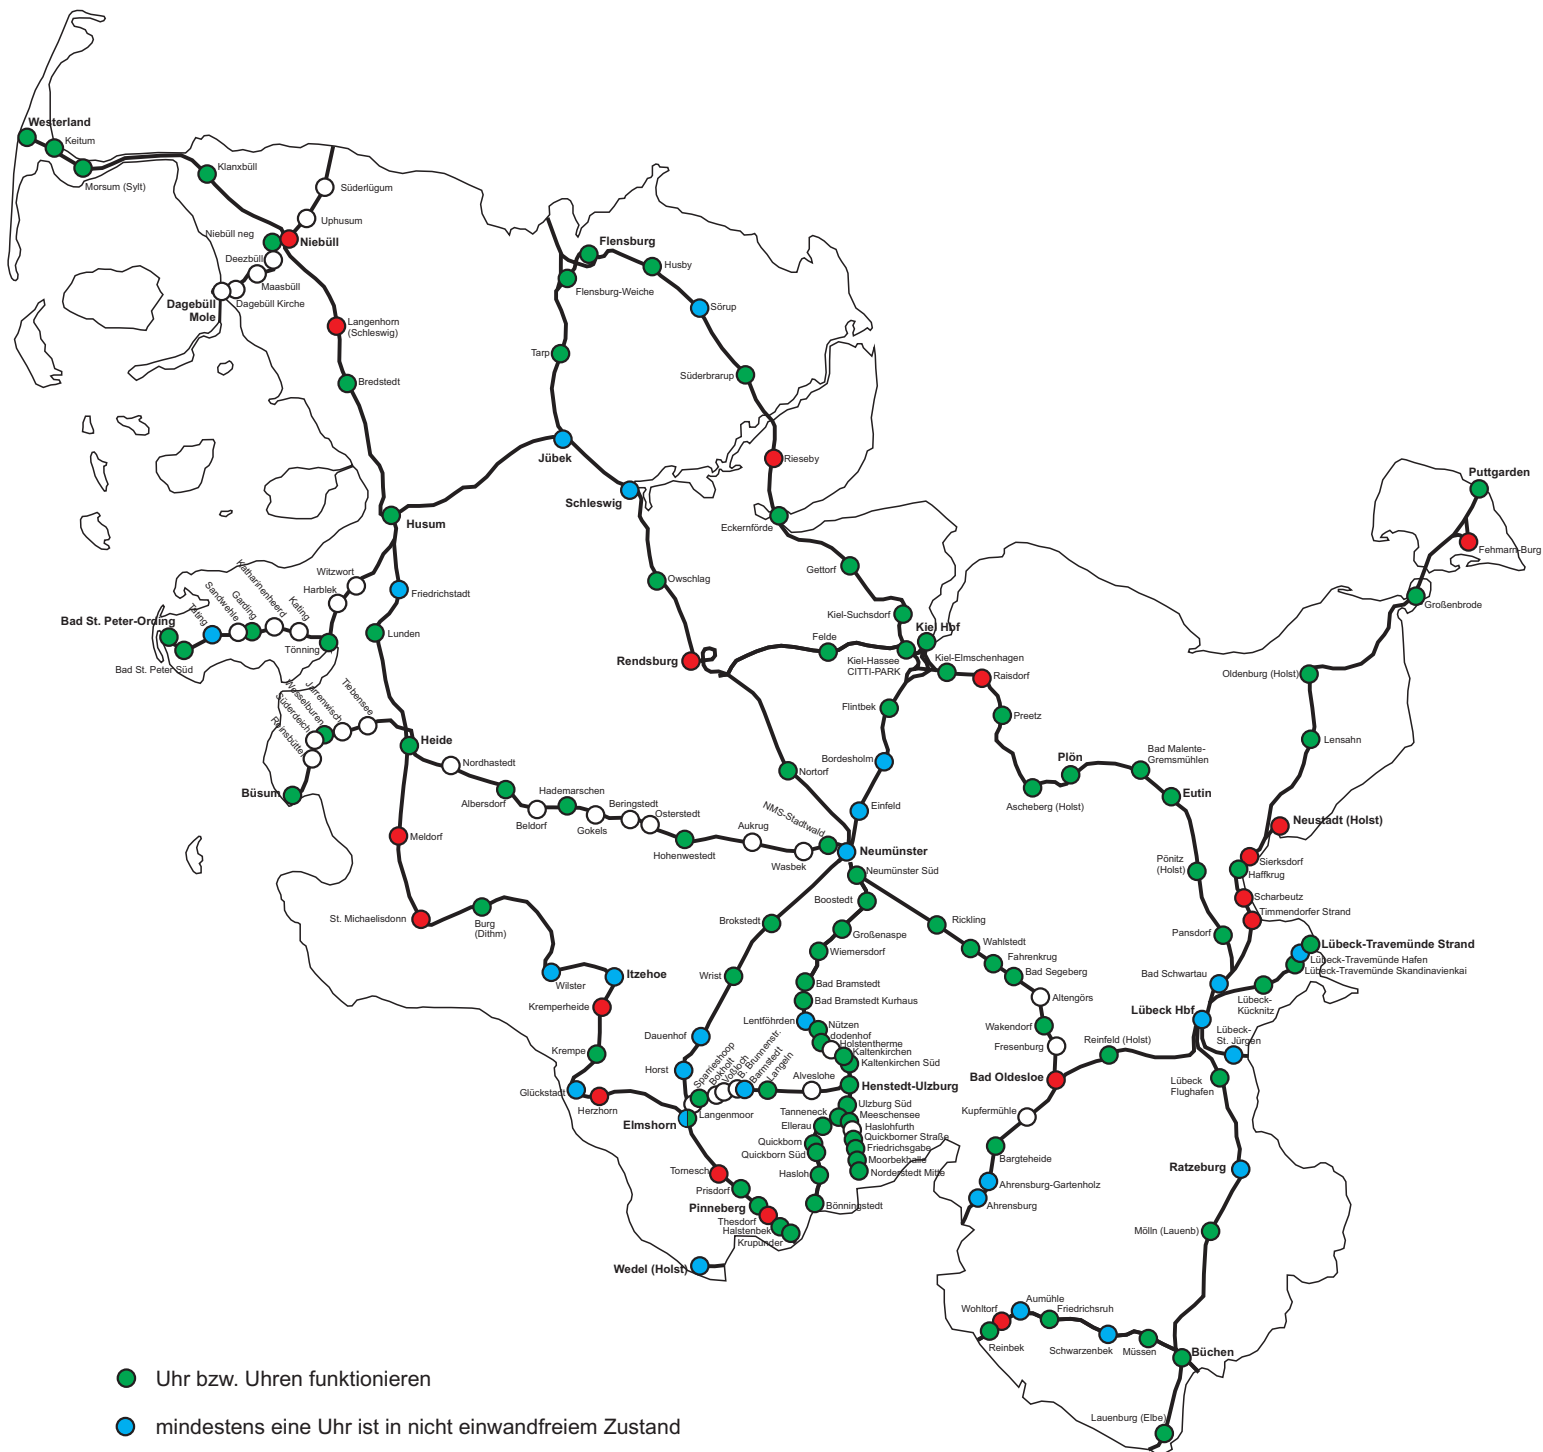 Westerland
Keitum
Morsum (Sylt)
Klanxbüll
Süderlügum
Uphusum
Niebüll neg
Niebüll
Deezbüll
Maasbüll
Dagebüll Kirche
Dagebüll
Mole
Langenhorn
(Schleswig)
Bredstedt
Flensburg
Husby
Flensburg-Weiche
Sörup
Tarp
Süderbrarup
Jübek
Schleswig
Rieseby
Eckernförde
Husum
Puttgarden
Fehmarn-Burg
Großenbrode
Gettorf
Owschlag
Witzwort
Harblek
Friedrichstadt
Katharinenheerd
Sandwehle
Garding
Kating
Tating
Bad St. Peter-Ording
Bad St. Peter Süd
Tönning
Lunden
Kiel-Suchsdorf
Kiel Hbf
Felde
Kiel-Hassee
CITTI-PARK
Kiel-Elmschenhagen
Raisdorf
Rendsburg
Oldenburg (Holst)
Flintbek
Preetz
Tiebensee
Jarrenwisch
Wesselburen
Süderdeich
Reinsbüttel
Heide
Nordhastedt
Büsum
Lensahn
Bordesholm
Nortorf
Plön
Bad Malente-
Gremsmühlen
Ascheberg (Holst)
Eutin
Albersdorf
Hademarschen
Beldorf
Gokels
Beringstedt
Osterstedt
Hohenwestedt
Aukrug
Wasbek
NMS-Stadtwald
Einfeld
Neumünster
Neumünster Süd
Neustadt (Holst)
Meldorf
Pönitz
(Holst)
Sierksdorf
Haffkrug
Scharbeutz
Timmendorfer Strand
St. Michaelisdonn
Burg
(Dithm)
Brokstedt
Boostedt
Großenaspe
Wiemersdorf
Rickling
Wahlstedt
Fahrenkrug
Bad Segeberg
Pansdorf
Lübeck-Travemünde Strand
Lübeck-Travemünde Hafen
Lübeck-Travemünde Skandinavienkai
Bad Schwartau
Lübeck-
Kücknitz
Wilster
Itzehoe
Wrist
Bad Bramstedt
Bad Bramstedt Kurhaus
Altengörs
Kremperheide
Lentföhrden
Nützen
dodenhof
Holstentherme
Kaltenkirchen
Kaltenkirchen Süd
Wakendorf
Fresenburg
Lübeck Hbf
Lübeck-
St. Jürgen
Reinfeld (Holst)
Krempe
Dauenhof
Horst
Sparrieshoop
Bokholt
Voßloch
B. Brunnenstr.
Barmstedt
Langeln
Alveslohe
Henstedt-Ulzburg
Bad Oldesloe
Lübeck
Flughafen
Glückstadt
Herzhorn
Elmshorn
Langenmoor
Ulzburg Süd
Tanneck
Meeschensee
Ellerau
Haslohfurth
Quickborner Straße
Quickborn
Friedrichsgabe
Quickborn Süd
Moorbekhalle
Hasloh
Norderstedt Mitte
Bönningstedt
Kupfermühle
Bargteheide
Ahrensburg-Gartenholz
Ahrensburg
Ratzeburg
Tornesch
Prisdorf
Pinneberg
Thesdorf
Halstenbek
Krupunder
Wedel (Holst)
Mölln (Lauenb)
Wohltorf
Aumühle
Friedrichsruh
Reinbek
Schwarzenbek
Müssen
Büchen
Lauenburg (Elbe)
Uhr bzw. Uhren funktionieren
mindestens eine Uhr ist in nicht einwandfreiem Zustand